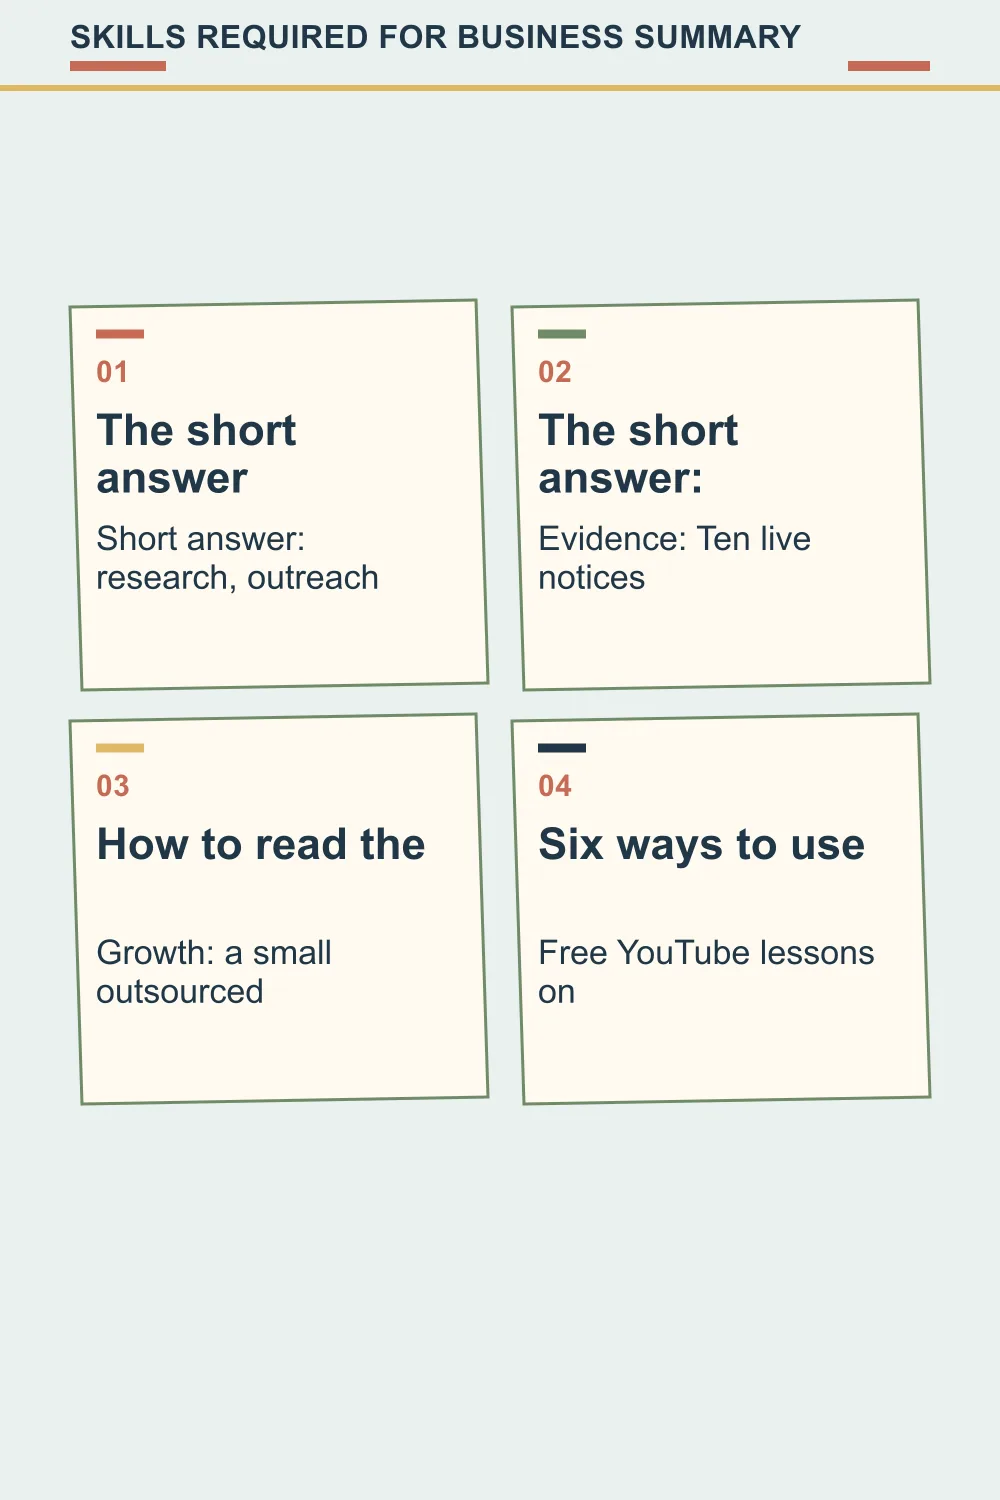 SKILLS REQUIRED FOR BUSINESS SUMMARY
01
The short
answer
Short answer:
research, outreach
02
The short
answer:
Evidence: Ten live
notices
03
How to read the
Growth: a small
outsourced
04
Six ways to use
Free YouTube lessons
on